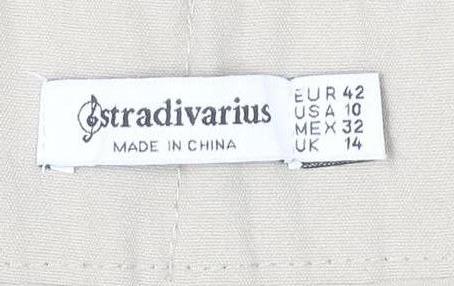 stradivarius
MADE IN CHINA
EUR 42
USA 10
MEX 32
UK 14